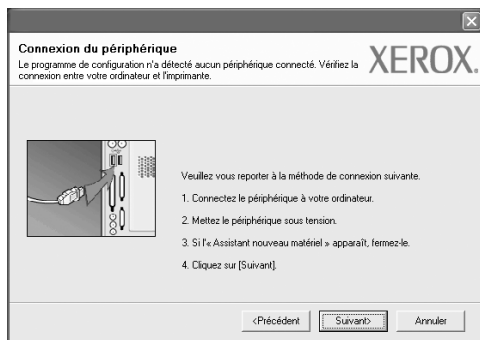 Connexion du périphérique
Le programme de configuration n'a détecté aucun périphérique connecté. Vérifiez la
connexion entre votre ordinateur et l'imprimante.
XEROX.
Veuillez vous reporter à la méthode de connexion suivante.
1. Connectez le périphérique à votre ordinateur.
2. Mettez le périphérique sous tension.
3. Si l'« Assistant nouveau matériel » apparaît, fermez-le.
4. Cliquez sur [Suivant].
<Précédent
Suivant>
Annuler